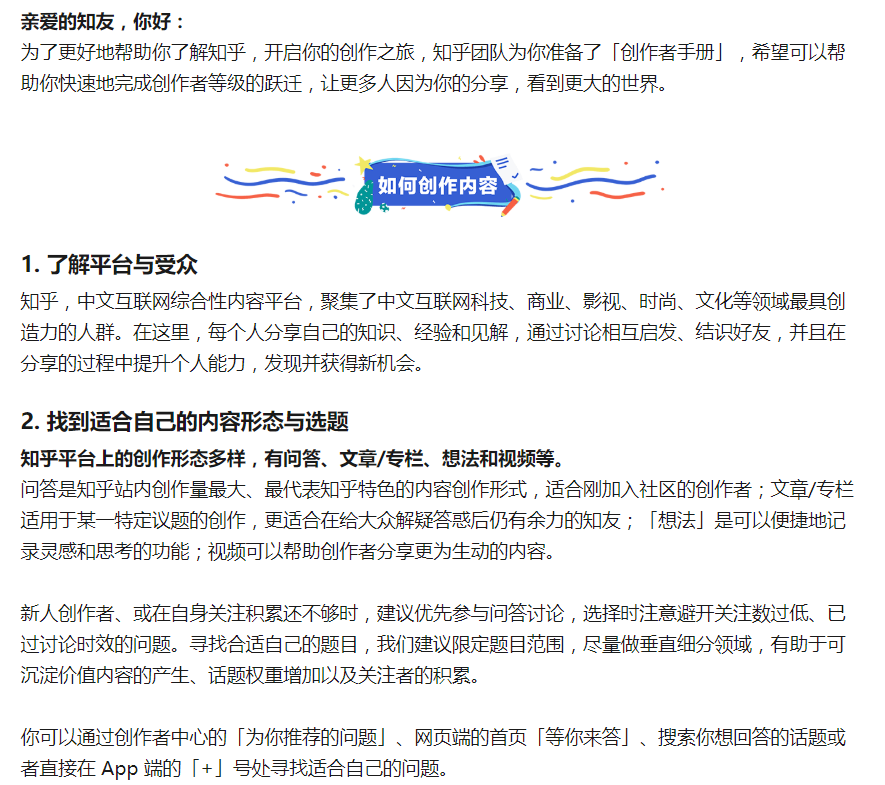 亲爱的知友，你好：
为了更好地帮助你了解知乎，开启你的创作之旅，知乎团队为你准备了「创作者手册」，希望可以帮
助你快速地完成创作者等级的跃迁，让更多人因为你的分享，看到更大的世界。
如何创作内容
1. 了解平台与受众
知乎，中文互联网综合性内容平台，聚集了中文互联网科技、商业、影视、时尚、文化等领域最具创
造力的人群。在这里，每个人分享自己的知识、经验和见解，通过讨论相互启发、结识好友，并且在
分享的过程中提升个人能力，发现并获得新机会。
2. 找到适合自己的内容形态与选题
知乎平台上的创作形态多样，有问答、文章/专栏、想法和视频等。
问答是知乎站内创作量最大、最代表知乎特色的内容创作形式，适合刚加入社区的创作者；文章/专栏
适用于某一特定议题的创作，更适合在给大众解疑答惑后仍有余力的知友；「想法」是可以便捷地记
录灵感和思考的功能；视频可以帮助创作者分享更为生动的内容。
新人创作者、或在自身关注积累还不够时，建议优先参与问答讨论，选择时注意避开关注数过低、已
过讨论时效的问题。寻找合适自己的题目，我们建议限定题目范围，尽量做垂直细分领域，有助于可
沉淀价值内容的产生、话题权重增加以及关注者的积累。
你可以通过创作者中心的「为你推荐的问题」、网页端的首页「等你来答」、搜索你想回答的话题或
者直接在 App 端的「+」号处寻找适合自己的问题。